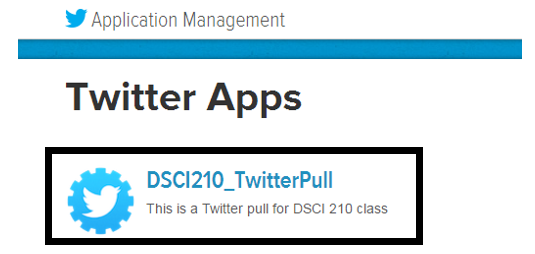 Application Management
Twitter Apps
DSCI210_TwitterPull
This is a Twitter pull for DSCI 210 class